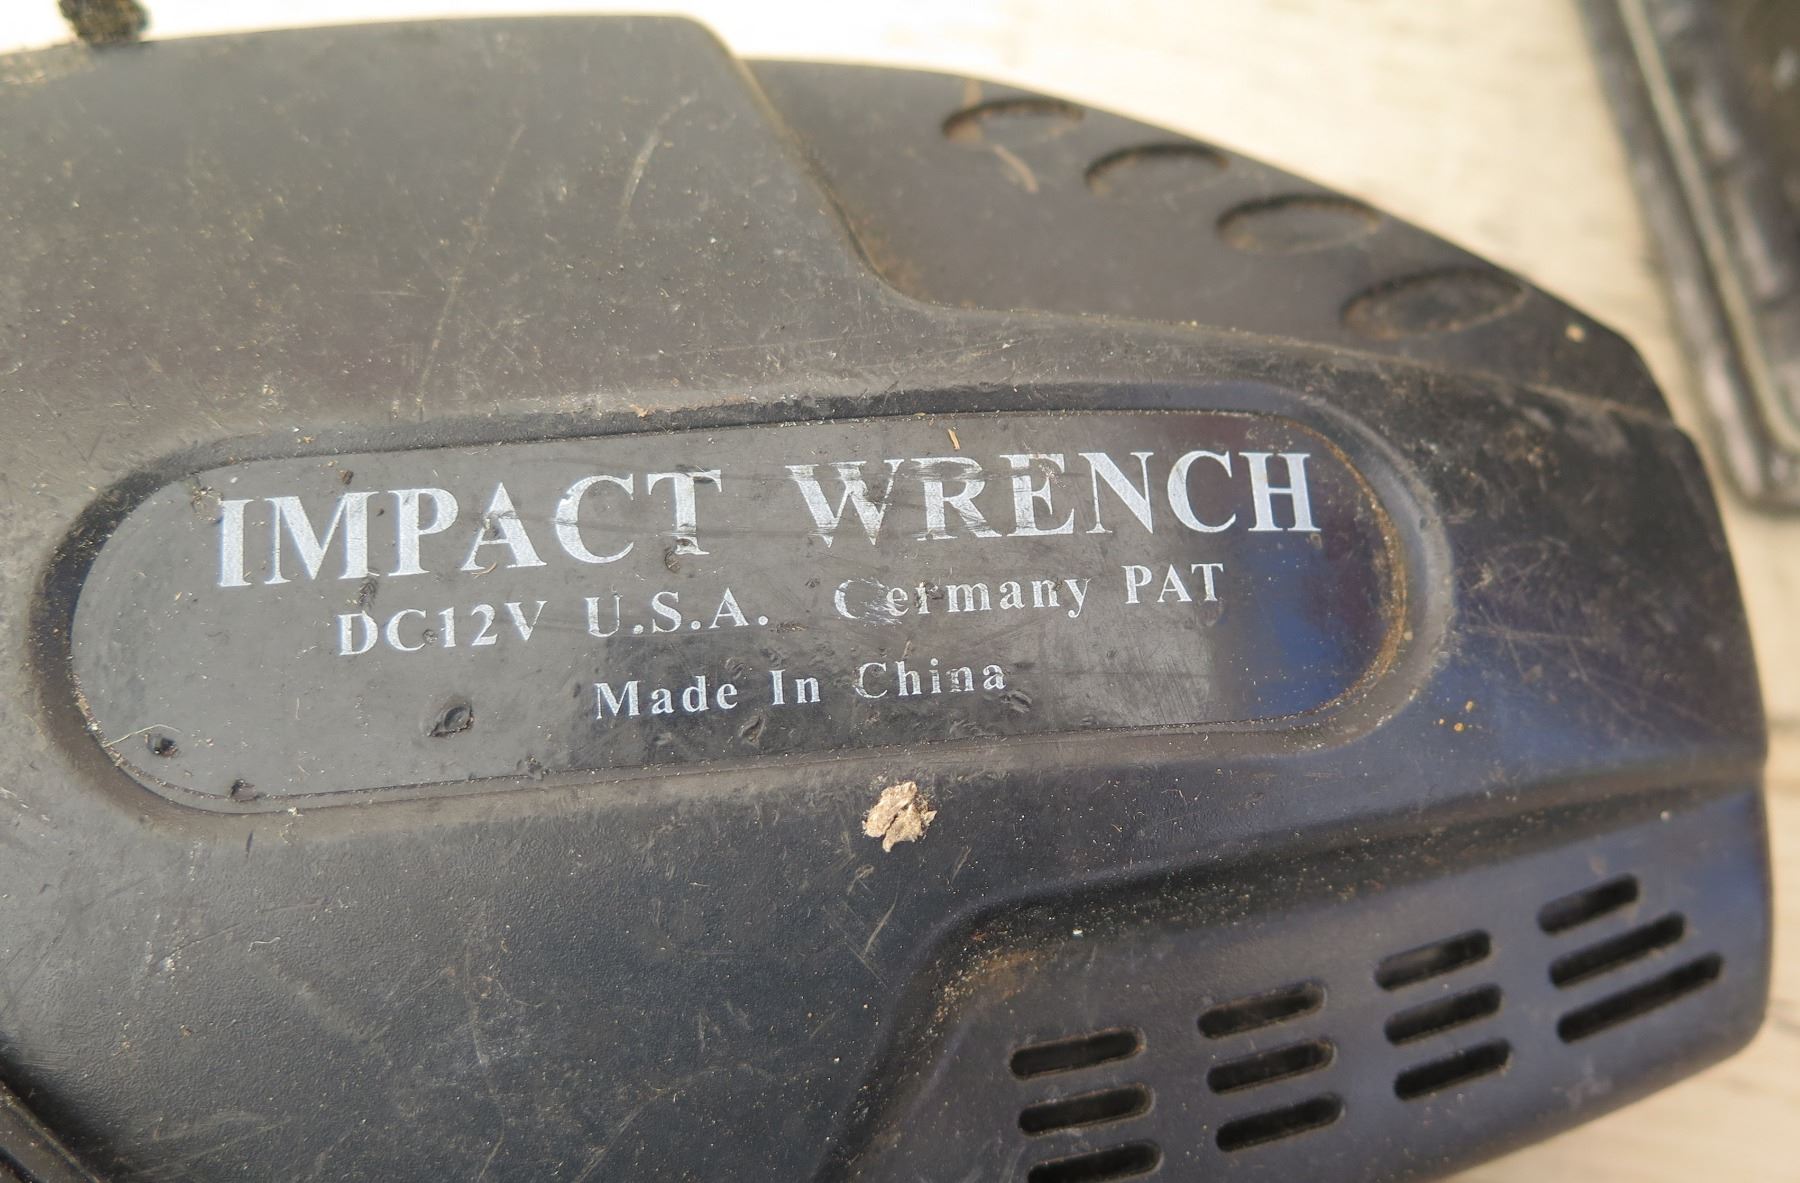 IMPACT WRENCH
DC12V U.S.A. Germany PAT
Made In China